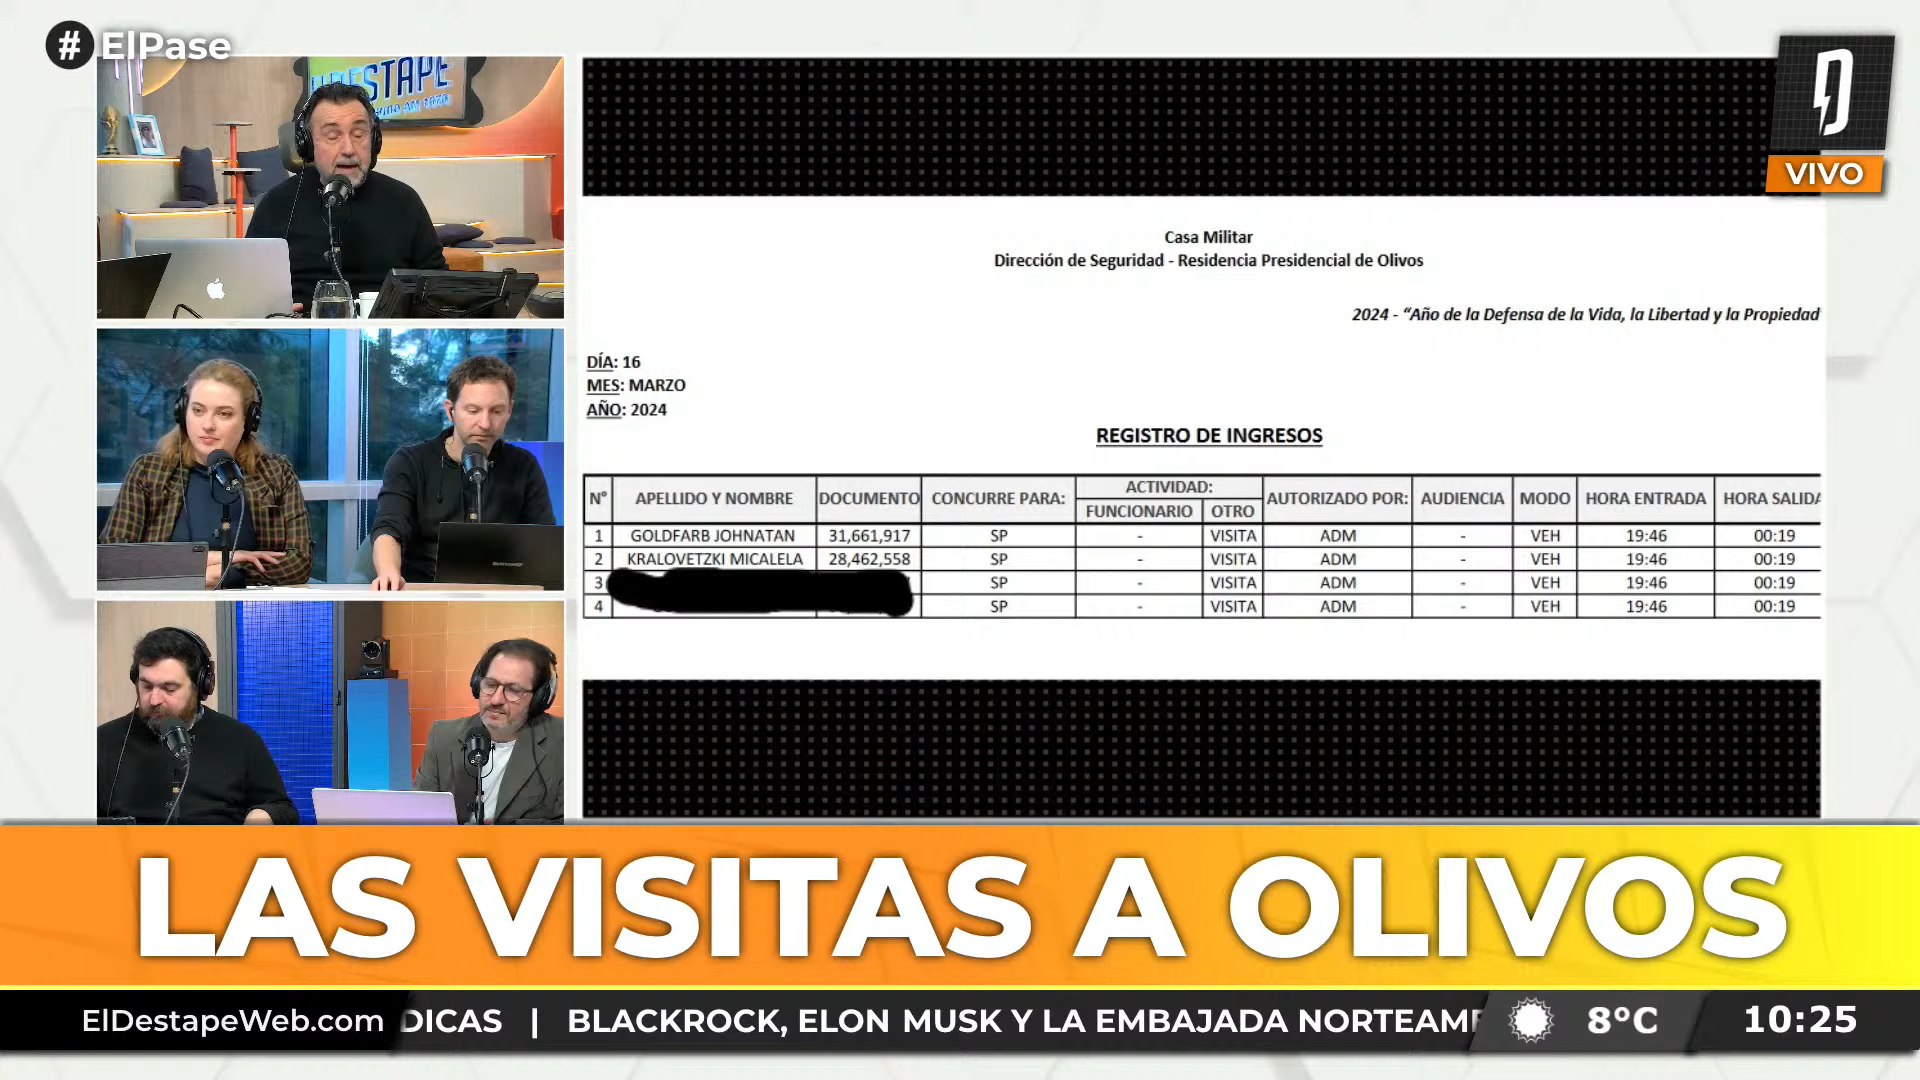 # ElPase
STAPE
VIVO
Casa Militar
Dirección de Seguridad - Residencia Presidencial de Olivos
2024 - “Año de la Defensa de la Vida, la Libertad y la Propiedad
DÍA: 16
MES: MARZO
AÑO: 2024
REGISTRO DE INGRESOS
N° APELLIDO Y NOMBRE DOCUMENTO CONCURRE PARA: ACTIVIDAD: FUNCIONARIO OTRO AUTORIZADO POR: AUDIENCIA MODO HORA ENTRADA HORA SALIDA
1 GOLDFARB JOHNATAN 31,661,917 SP - VISITA ADM - VEH 19:46 00:19
2 KRALOVETZKI MICALELA 28,462,558 SP - VISITA ADM - VEH 19:46 00:19
3 SP - VISITA ADM - VEH 19:46 00:19
4 SP - VISITA ADM - VEH 19:46 00:19
LAS VISITAS A OLIVOS
ElDestapeWeb.com DICAS | BLACKROCK, ELON MUSK Y LA EMBAJADA NORTEAME 8°C 10:25